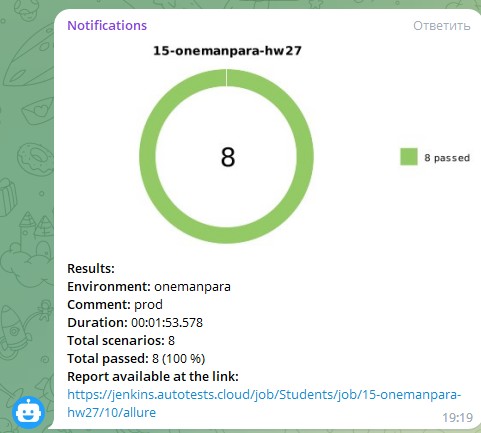 Notifications Ответить
15-onemanpara-hw27
8
8 passed
Results:
Environment: onemanpara
Comment: prod
Duration: 00:01:53.578
Total scenarios: 8
Total passed: 8 (100 %)
Report available at the link:
https://jenkins.autotests.cloud/job/Students/job/15-onemanpara-
hw27/10/allure
19:19